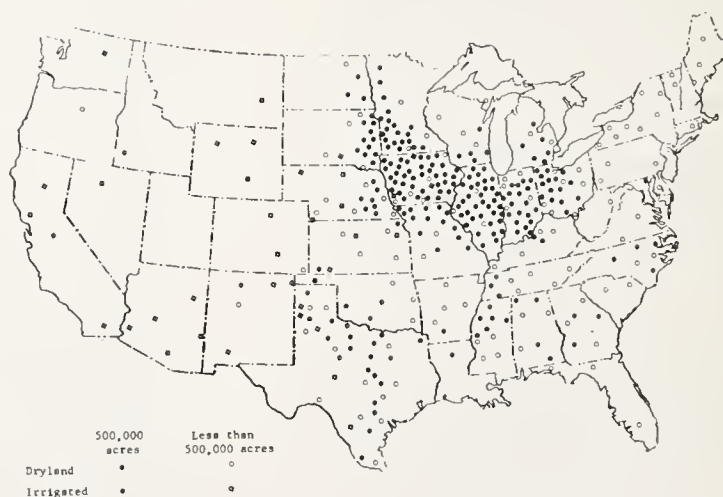 500,000 Less than
acres 500,000 acres
Dryland
Irrigated